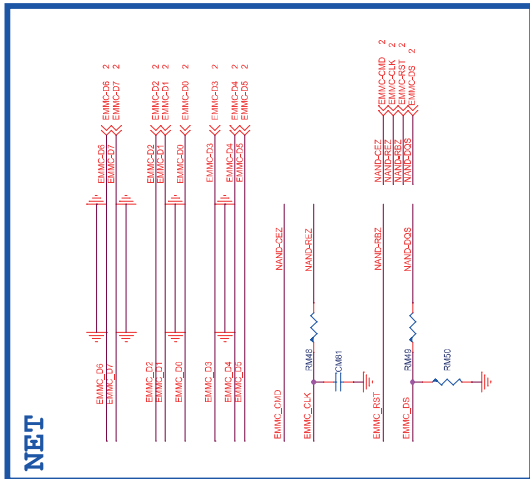 NET
EMMC_D6 EMMC-D6 EMMC-D6 2
EMMC_D7 EMMC-D7 EMMC-D7 2
EMMC_D2 EMMC-D2 EMMC-D2 2
EMMC_D1 EMMC-D1 EMMC-D1 2
EMMC_D0 EMMC-D0 EMMC-D0 2
EMMC_D3 EMMC-D3 EMMC-D3 2
EMMC_D4 EMMC-D4 EMMC-D4 2
EMMC_D5 EMMC-D5 EMMC-D5 2
EMMC_CMD NAND-CEZ
EMMC_CLK RM48 NAND-REZ
CM81
EMMC_RST NAND-RBZ
EMMC_DS RM49 NAND-DQS
RM50
NAND-CEZ EMMC-CMD 2
NAND-REZ EMMC-CLK 2
NAND-RBZ EMMC-RST 2
NAND-DQS EMMC-DS 2